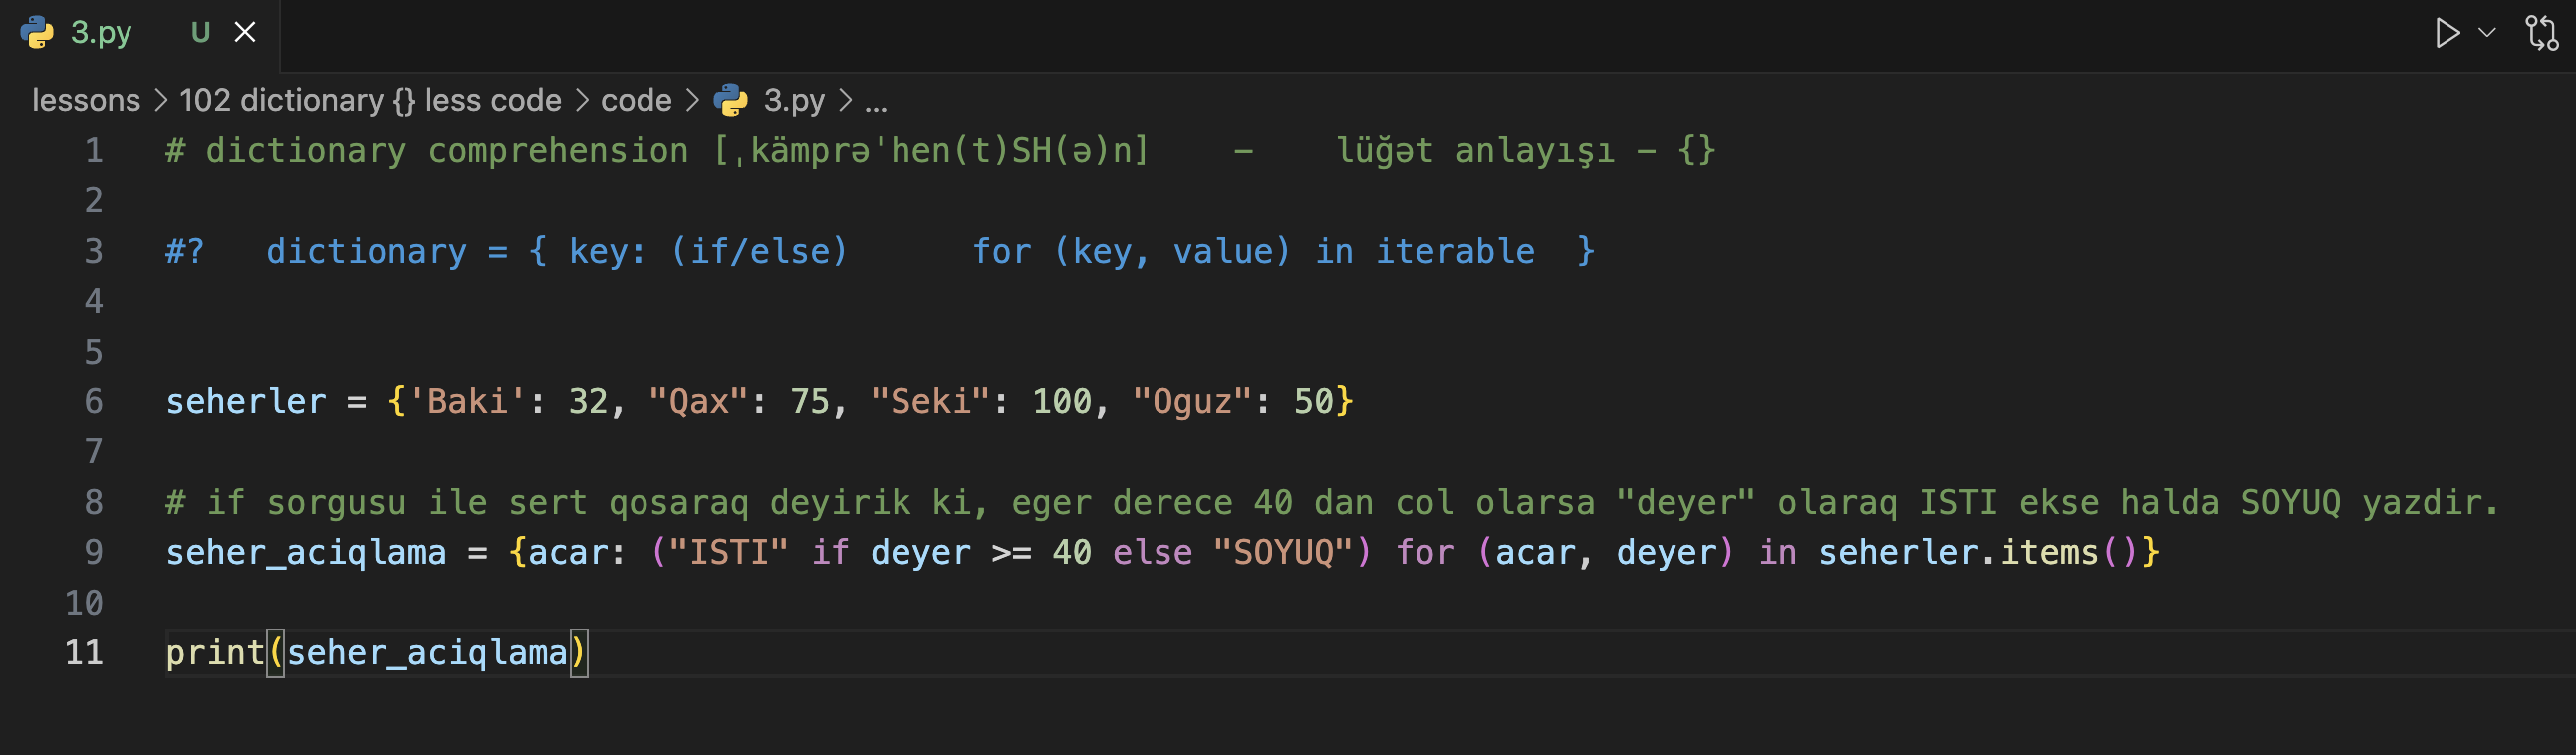 3.py U
lessons > 102 dictionary {} less code > code > 3.py > ...
1 # dictionary comprehension [ˌkämprəˈhen(t)SH(ə)n] - lüğət anlayışı - {}
2
3 #? dictionary = { key: (if/else) for (key, value) in iterable }
4
5
6 seherler = {'Baki': 32, "Qax": 75, "Seki": 100, "Oguz": 50}
7
8 # if sorgusu ile sert qosaraq deyirik ki, eger derece 40 dan col olarsa "deyer" olaraq ISTI ekse halda SOYUQ yazdir.
9 seher_aciqlama = {acar: ("ISTI" if deyer >= 40 else "SOYUQ") for (acar, deyer) in seherler.items()}
10
11 print(seher_aciqlama)